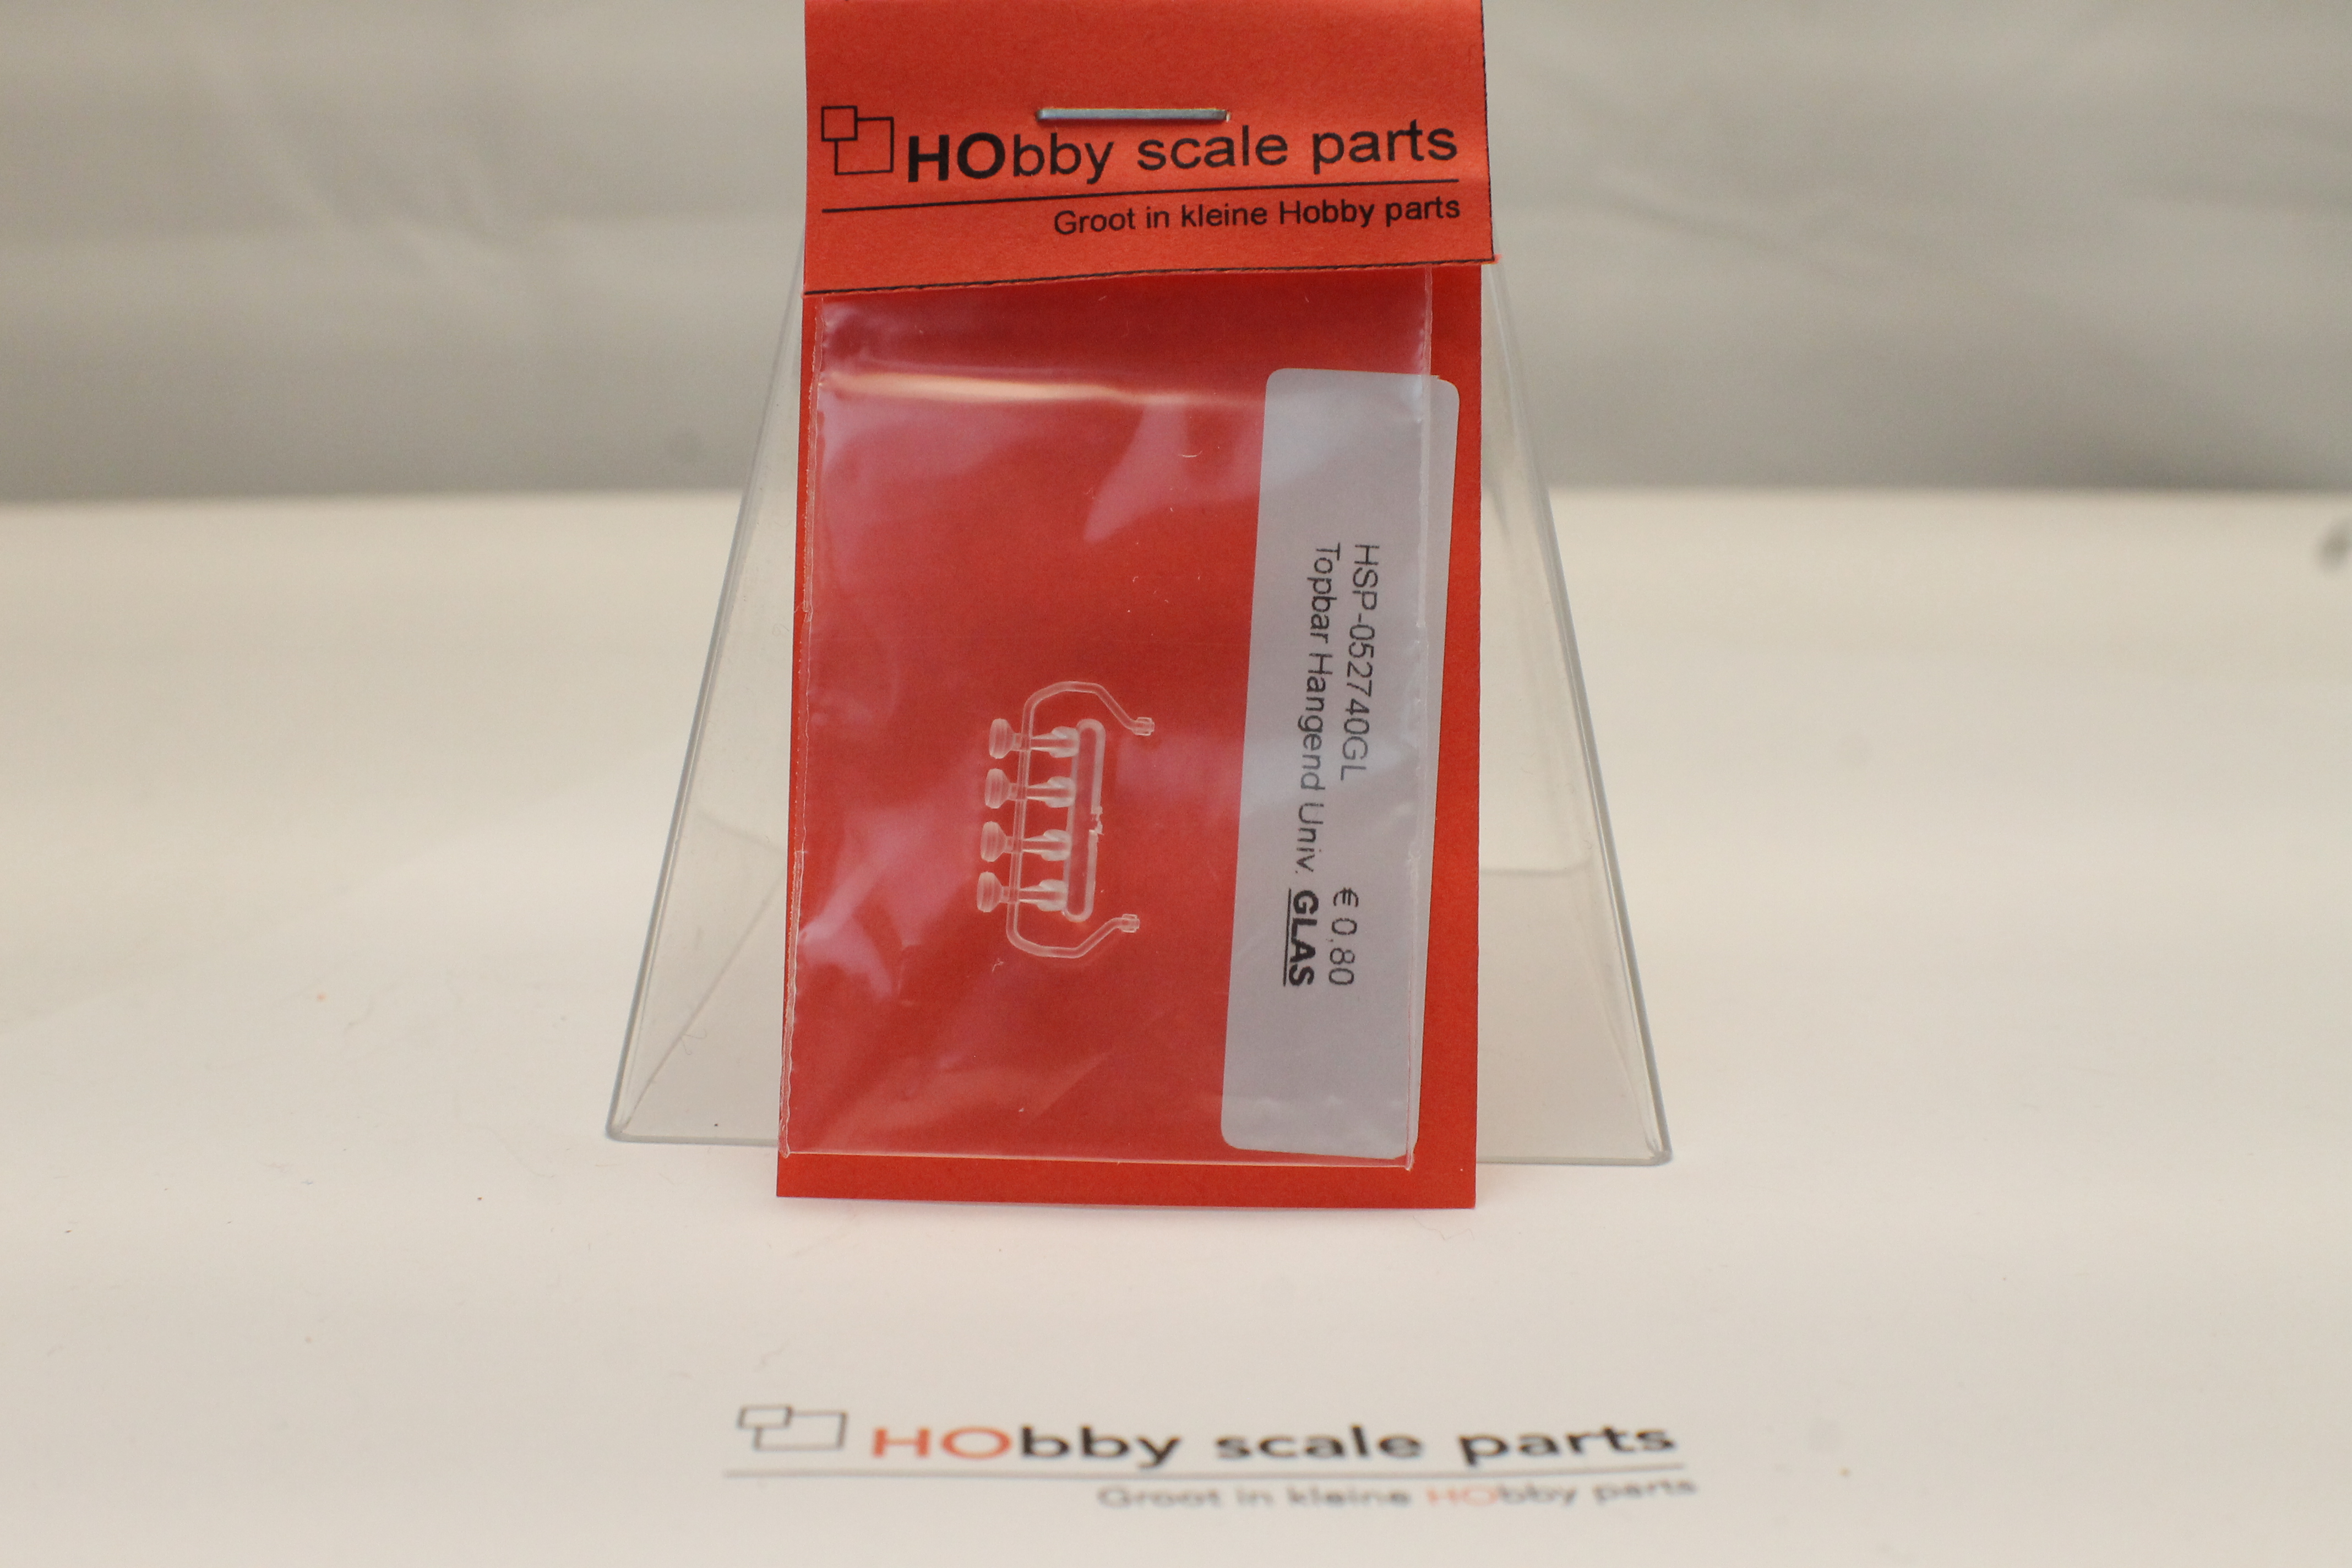 HObby scale parts
Groot in kleine Hobby parts
HSP-052740GL € 0,80
Topbar Hangend Univ. GLAS
HObby scale parts
Groot in kleine HObby parts